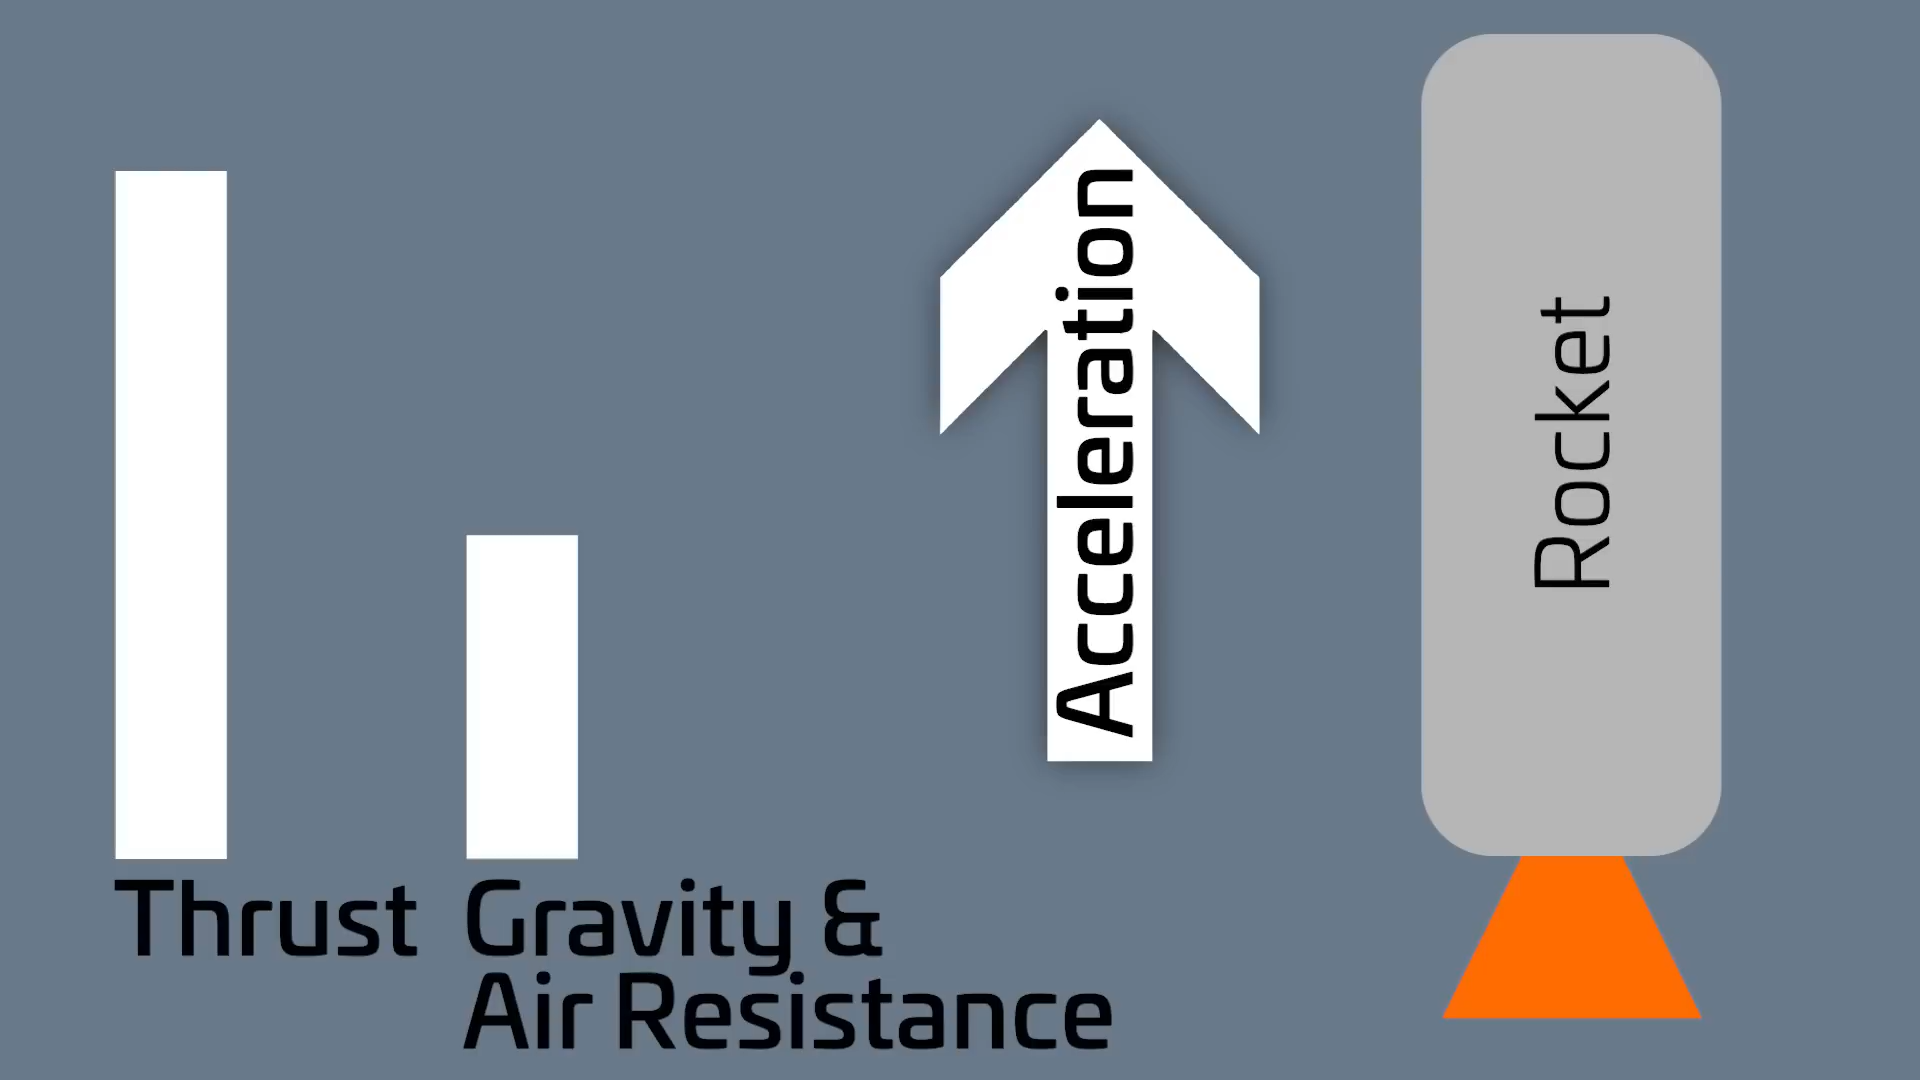 Thrust
Gravity &
Air Resistance
Acceleration
Rocket